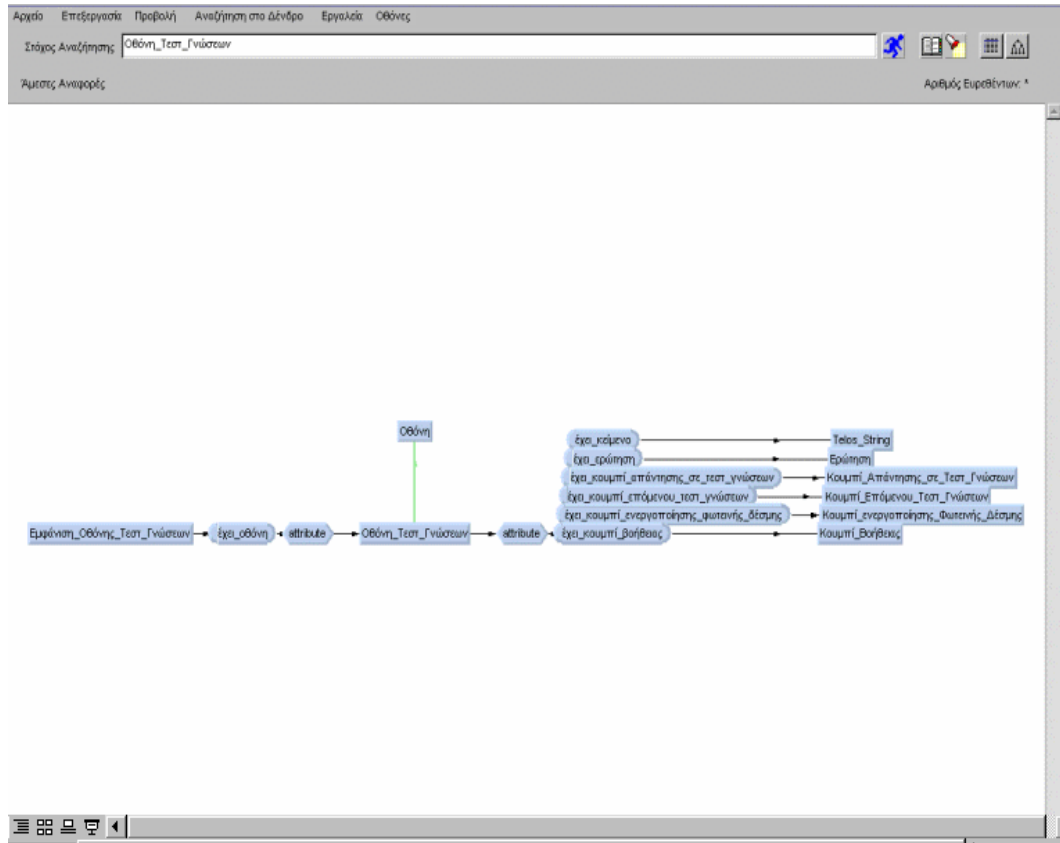 Αρχείο Επεξεργασία Προβολή Αναζήτηση στο Δένδρο Εργαλεία Οθόνες
Στόχος Αναζήτησης Οθόνη_Τεστ_Γνώσεων
Άμεσες Αναφορές Αριθμός Ευρεθέντων: *
Οθόνη
έχει_κείμενο Telos_String
έχει_ερώτηση Ερώτηση
έχει_κουμπί_απάντησης_σε_τεστ_γνώσεων Κουμπί_Απάντησης_σε_Τεστ_Γνώσεων
έχει_κουμπί_επόμενου_τεστ_γνώσεων Κουμπί_Επόμενου_Τεστ_Γνώσεων
έχει_κουμπί_ενεργοποίησης_φωτεινής_δέσμης Κουμπί_ενεργοποίησης_Φωτεινής_Δέσμης
Εμφάνιση_Οθόνης_Τεστ_Γνώσεων έχει_οθόνη attribute Οθόνη_Τεστ_Γνώσεων attribute έχει_κουμπί_βοήθειας Κουμπί_Βοήθειας